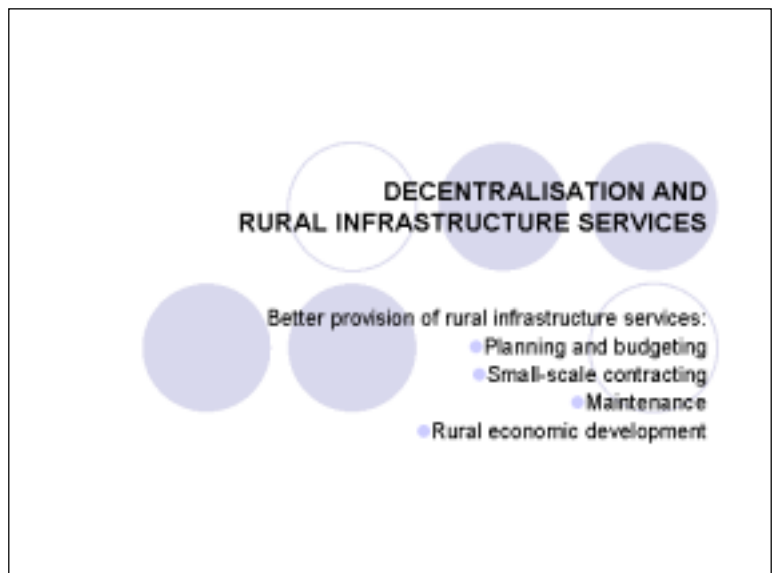 DECENTRALISATION AND
RURAL INFRASTRUCTURE SERVICES
Better provision of rural infrastructure services:
Planning and budgeting
Small-scale contracting
Maintenance
Rural economic development